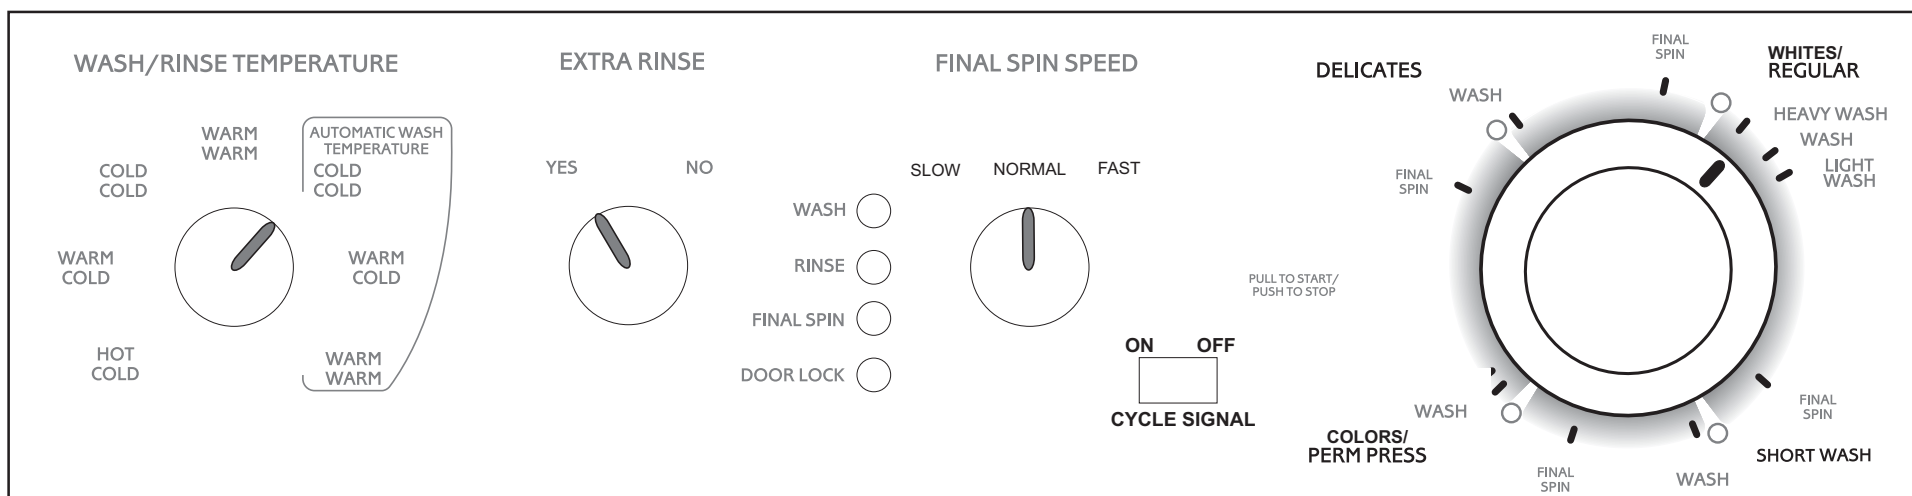 WASH/RINSE TEMPERATURE
WARM
WARM
AUTOMATIC WASH
TEMPERATURE
COLD
COLD
COLD
COLD
WARM
COLD
WARM
COLD
HOT
COLD
WARM
WARM
EXTRA RINSE
YES
NO
WASH
RINSE
FINAL SPIN
DOOR LOCK
FINAL SPIN SPEED
SLOW
NORMAL
FAST
ON
OFF
CYCLE SIGNAL
PULL TO START/
PUSH TO STOP
DELICATES
WASH
FINAL
SPIN
FINAL
SPIN
WHITES/
REGULAR
HEAVY WASH
WASH
LIGHT
WASH
FINAL
SPIN
SHORT WASH
WASH
COLORS/
PERM PRESS
WASH
FINAL
SPIN